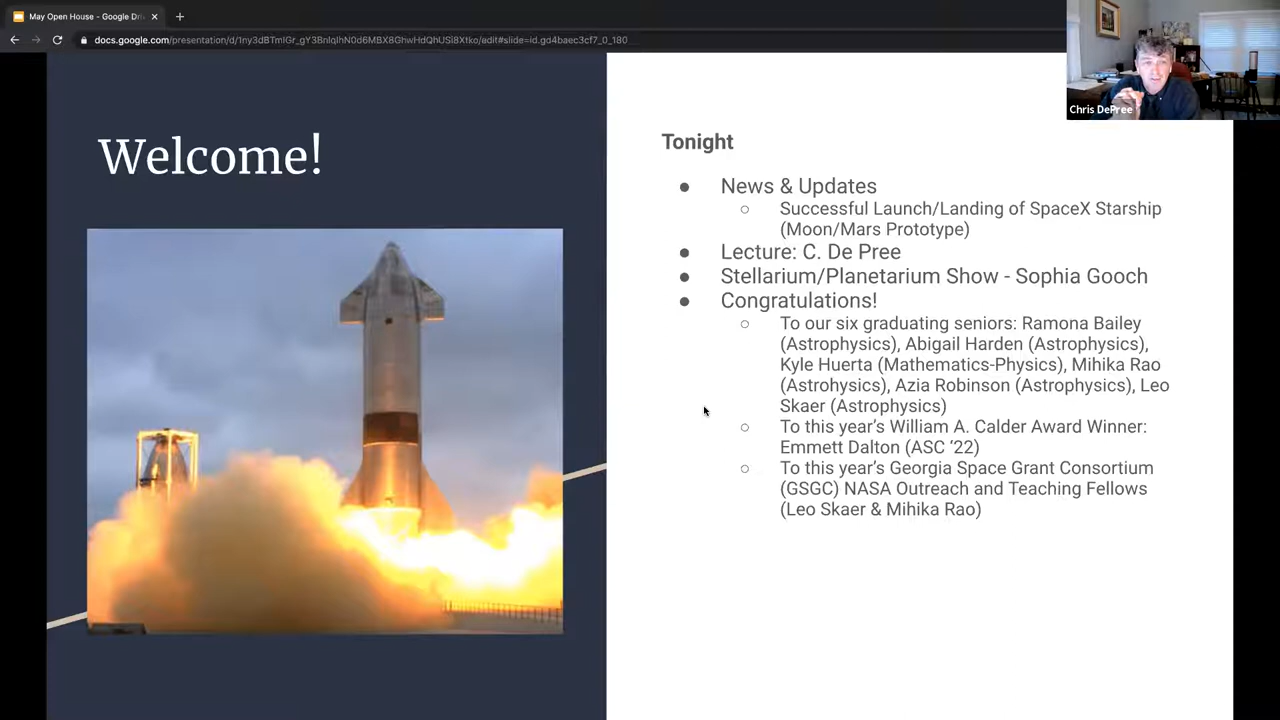 May Open House - Google Dri
docs.google.com/presentation/d/1ny3dBTmIGr_gY3BnlqIhN0d6MBX8GhwHdQhUSl8Xtko/edit#slide=id.gd4baec3cf7_0_180
Chris DePree
Welcome!
Tonight
● News & Updates
○ Successful Launch/Landing of SpaceX Starship
(Moon/Mars Prototype)
● Lecture: C. De Pree
● Stellarium/Planetarium Show - Sophia Gooch
● Congratulations!
○ To our six graduating seniors: Ramona Bailey
(Astrophysics), Abigail Harden (Astrophysics),
Kyle Huerta (Mathematics-Physics), Mihika Rao
(Astrohysics), Azia Robinson (Astrophysics), Leo
Skaer (Astrophysics)
○ To this year’s William A. Calder Award Winner:
Emmett Dalton (ASC ‘22)
○ To this year’s Georgia Space Grant Consortium
(GSGC) NASA Outreach and Teaching Fellows
(Leo Skaer & Mihika Rao)